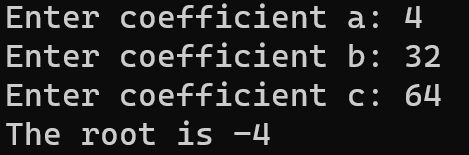 Enter coefficient a: 4
Enter coefficient b: 32
Enter coefficient c: 64
The root is -4